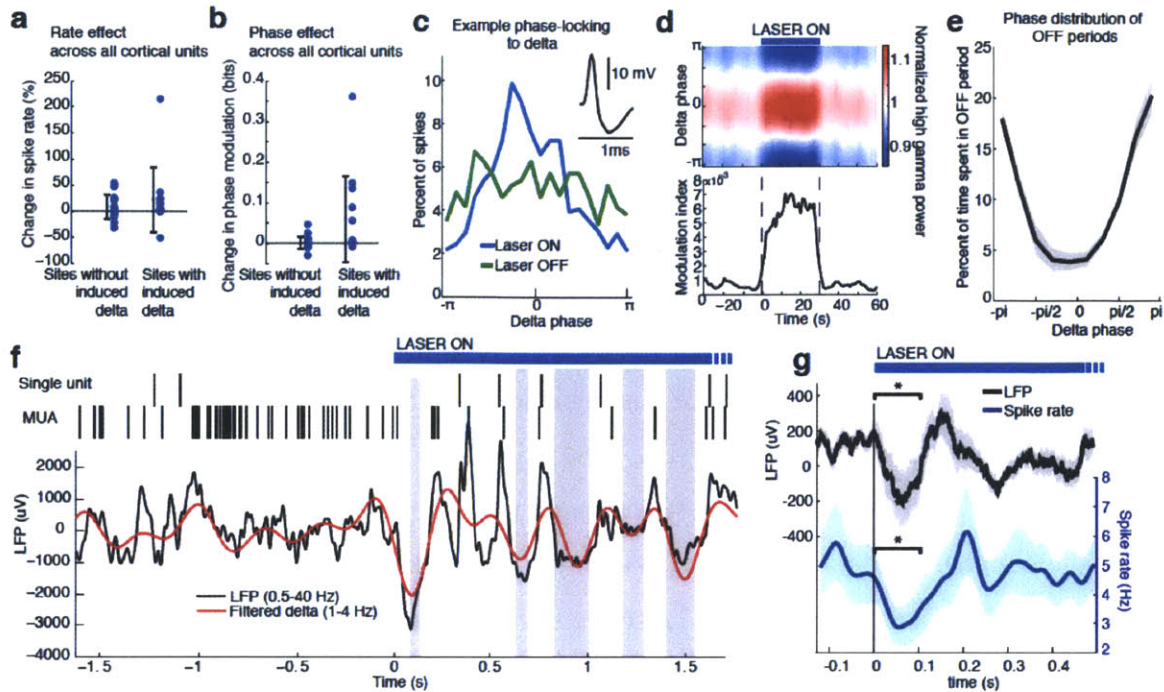 a
Rate effect
across all cortical units
Change in spike rate (%)
250
200
150
100
50
0
-50
-100
Sites without
induced
delta
Sites with
induced
delta
b
Phase effect
across all cortical units
Change in phase modulation (bits)
0.4
0.3
0.2
0.1
0
Sites without
induced
delta
Sites with
induced
delta
c
Example phase-locking
to delta
Percent of spikes
10
8
6
4
2
0
10 mV
1ms
Laser ON
Laser OFF
-π
0
π
Delta phase
d
LASER ON
Delta phase
π
0
-π
1.1
1
0.9
Normalized high gamma
power
Modulation index
8x10³
7
6
5
4
3
2
1
-20
0
20
40
60
Time (s)
e
Phase distribution of
OFF periods
Percent of time spent in OFF period
25
20
15
10
5
0
-pi
-pi/2
0
pi/2
pi
Delta phase
f
LASER ON
Single unit
MUA
LFP (uV)
2000
1000
0
-1000
-2000
-3000
-4000
LFP (0.5-40 Hz)
Filtered delta (1-4 Hz)
-1.5
-1
-0.5
0
0.5
1
1.5
Time (s)
g
LASER ON
*
LFP
Spike rate
LFP (uV)
400
200
0
-200
-400
*
8
7
6
5
4
3
2
Spike rate (Hz)
-0.1
0
0.1
0.2
0.3
0.4
time (s)